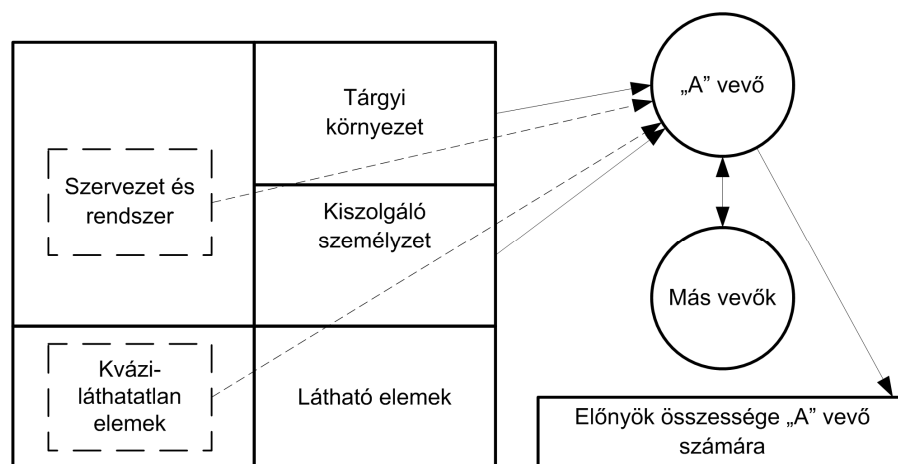 Tárgyi
környezet
„A” vevő
Szervezet és
rendszer
Kiszolgáló
személyzet
Más vevők
Kvázi-
láthatatlan
elemek
Látható elemek
Előnyök összessége „A” vevő
számára